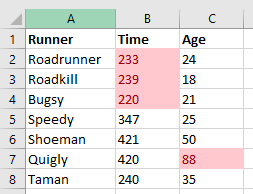 A B C
1 Runner Time Age
2 Roadrunner 233 24
3 Roadkill 239 18
4 Bugsy 220 21
5 Speedy 347 25
6 Shoeman 421 50
7 Quigly 420 88
8 Taman 240 35